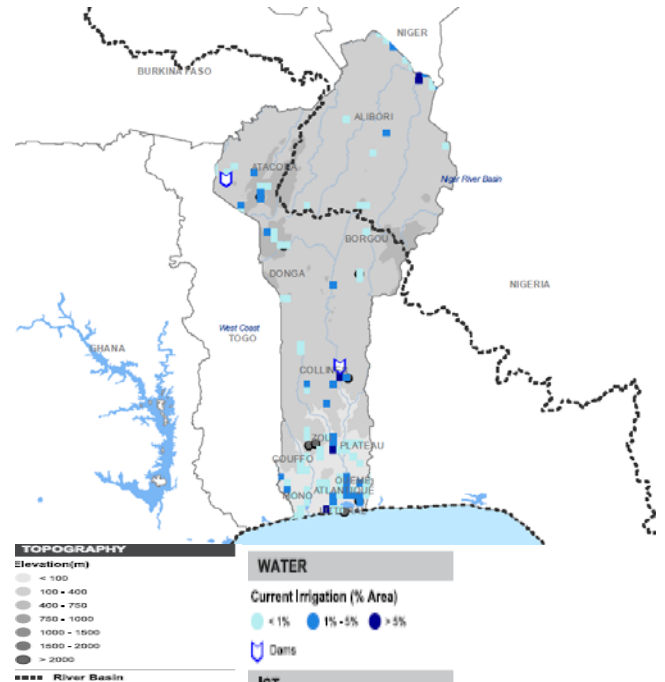 NIGER
BURKINA FASO
ALIBORI
ATACORA
Niger River Basin
BORGOU
DONGA
NIGERIA
West Coast
TOGO
GHANA
COLLIN
ZOU
PLATEAU
COUFFO
MONO
ATLANTIQUE
TOPOGRAPHY
Elevation(m)
< 100
100 - 400
400 - 750
750 - 1000
1000 - 1500
1500 - 2000
> 2000
River Basin
WATER
Current Irrigation (% Area)
< 1%
1% - 5%
> 5%
Dams